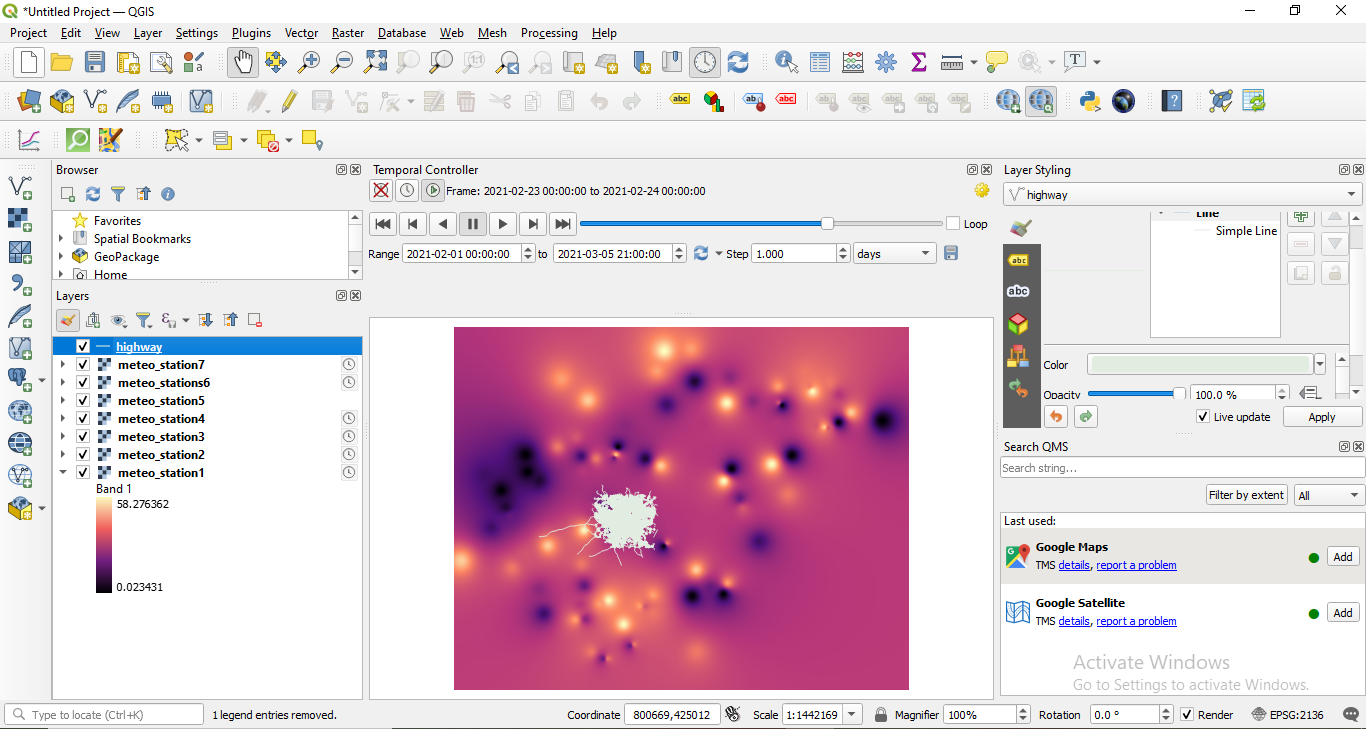 *Untitled Project — QGIS
Project Edit View Layer Settings Plugins Vector Raster Database Web Mesh Processing Help
Browser
Favorites
Spatial Bookmarks
GeoPackage
Home
Layers
highway
meteo_station7
meteo_stations6
meteo_station5
meteo_station4
meteo_station3
meteo_station2
meteo_station1
Band 1
58.276362
0.023431
Temporal Controller
Frame: 2021-02-23 00:00:00 to 2021-02-24 00:00:00
Loop
Range 2021-02-01 00:00:00 to 2021-03-05 21:00:00 Step 1.000 days
Layer Styling
highway
Line
Simple Line
Color
Opacity 100.0 %
Live update Apply
Search QMS
Search string...
Filter by extent All
Last used:
Google Maps
TMS details, report a problem
Add
Google Satellite
TMS details, report a problem
Add
Activate Windows
Go to Settings to activate Windows.
Type to locate (Ctrl+K) 1 legend entries removed. Coordinate 800669,425012 Scale 1:1442169 Magnifier 100% Rotation 0.0 ° Render EPSG:2136